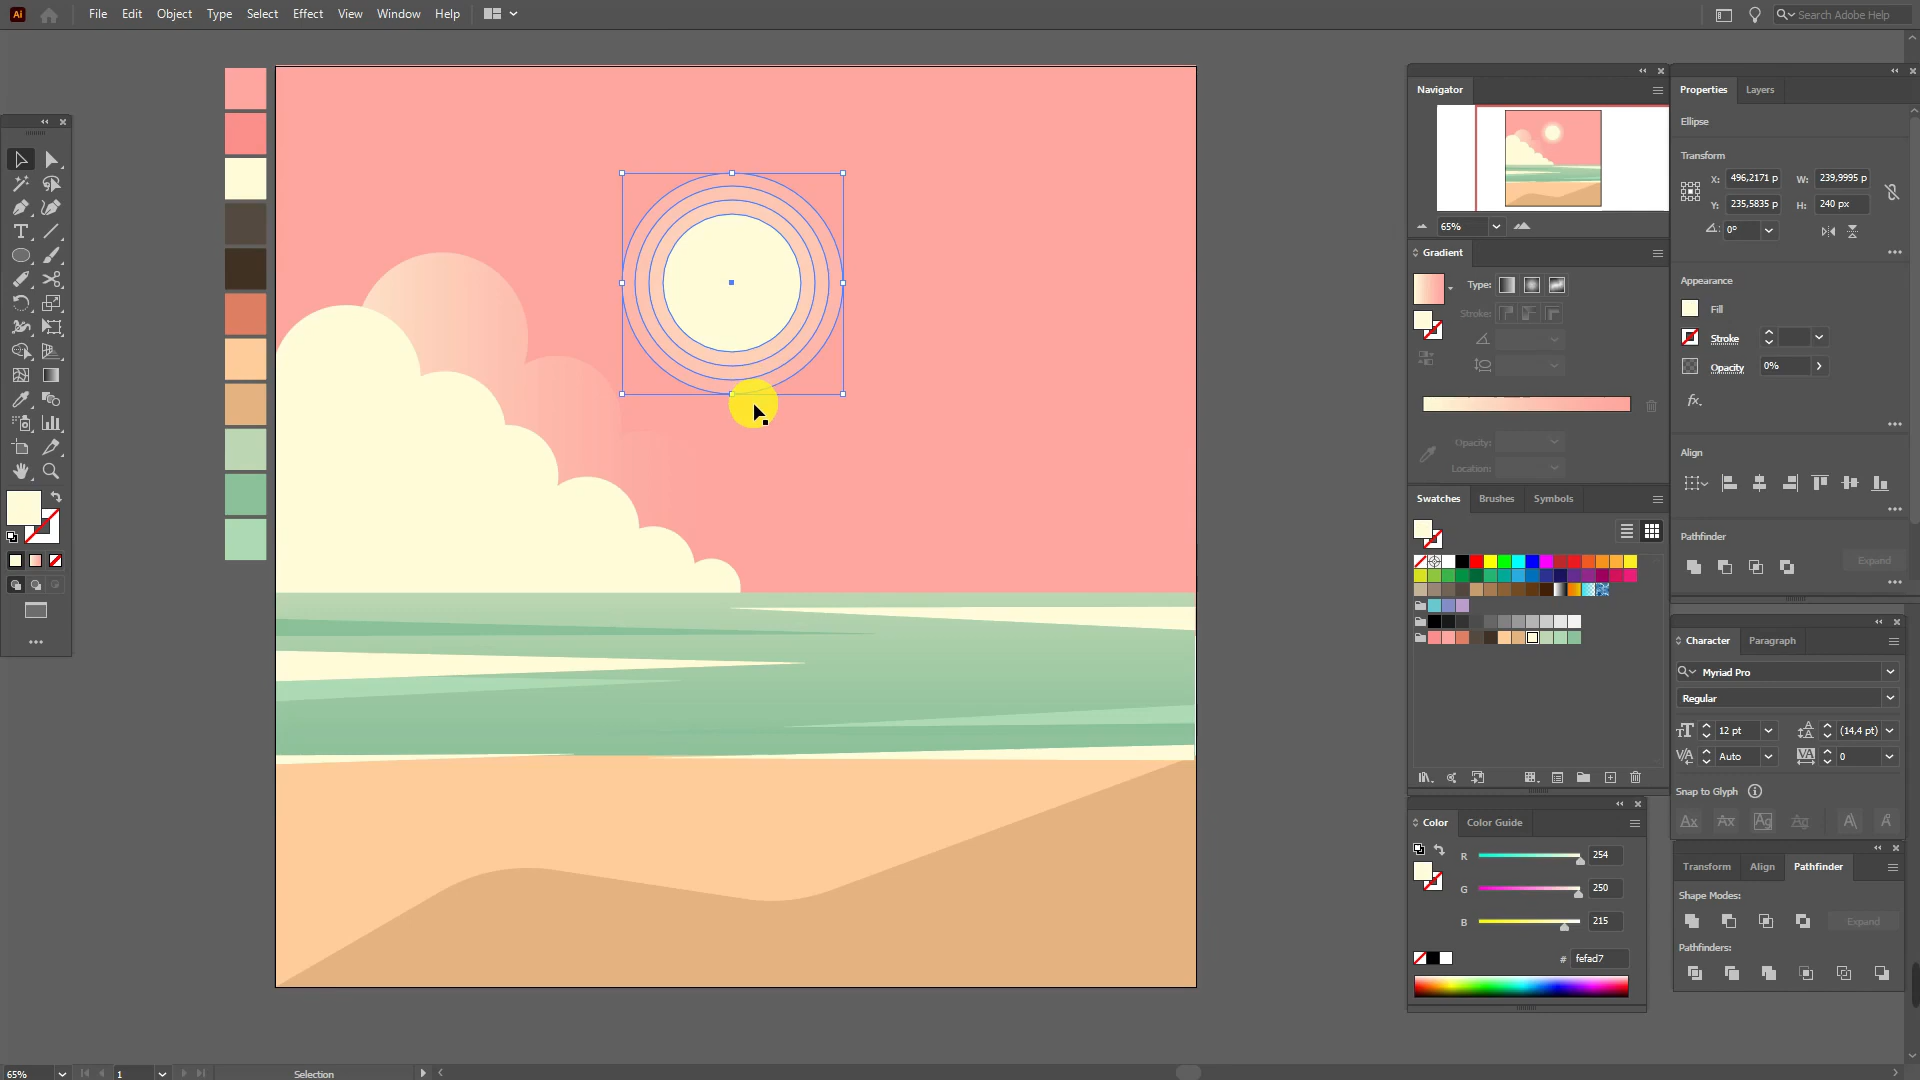 Ai
File Edit Object Type Select Effect View Window Help
Search Adobe Help
Navigator
65%
Gradient
Type:
Stroke:
Opacity:
Location:
Swatches Brushes Symbols
Color Color Guide
R 254
G 250
B 215
# fefad7
Properties Layers
Ellipse
Transform
X: 496,2171 p W: 239,9995 p
Y: 235,5835 p H: 240 px
0°
Appearance
Fill
Stroke
Opacity 0%
fx.
Align
Pathfinder
Expand
Character Paragraph
Myriad Pro
Regular
12 pt (14,4 pt)
Auto 0
Snap to Glyph
Transform Align Pathfinder
Shape Modes:
Expand
Pathfinders:
65% 1 Selection